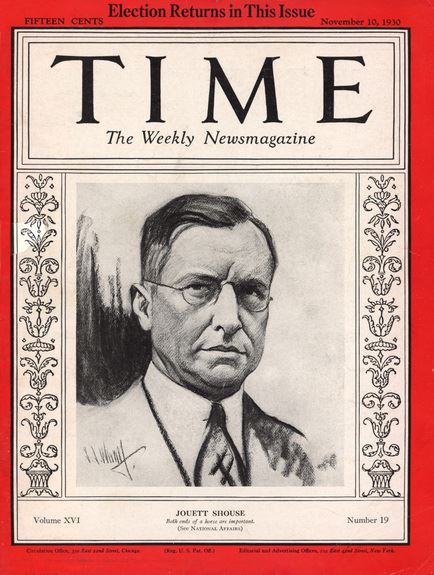 Election Returns in This Issue
FIFTEEN CENTS November 10, 1930
TIME
The Weekly Newsmagazine
JOUETT SHOUSE
Both ends of a horse are important.
(See NATIONAL AFFAIRS)
Volume XVI Number 19
Circulation Office, 350 East 22nd Street, Chicago. (Reg. U. S. Pat. Off.) Editorial and Advertising Offices, 205 East 42nd Street, New York.